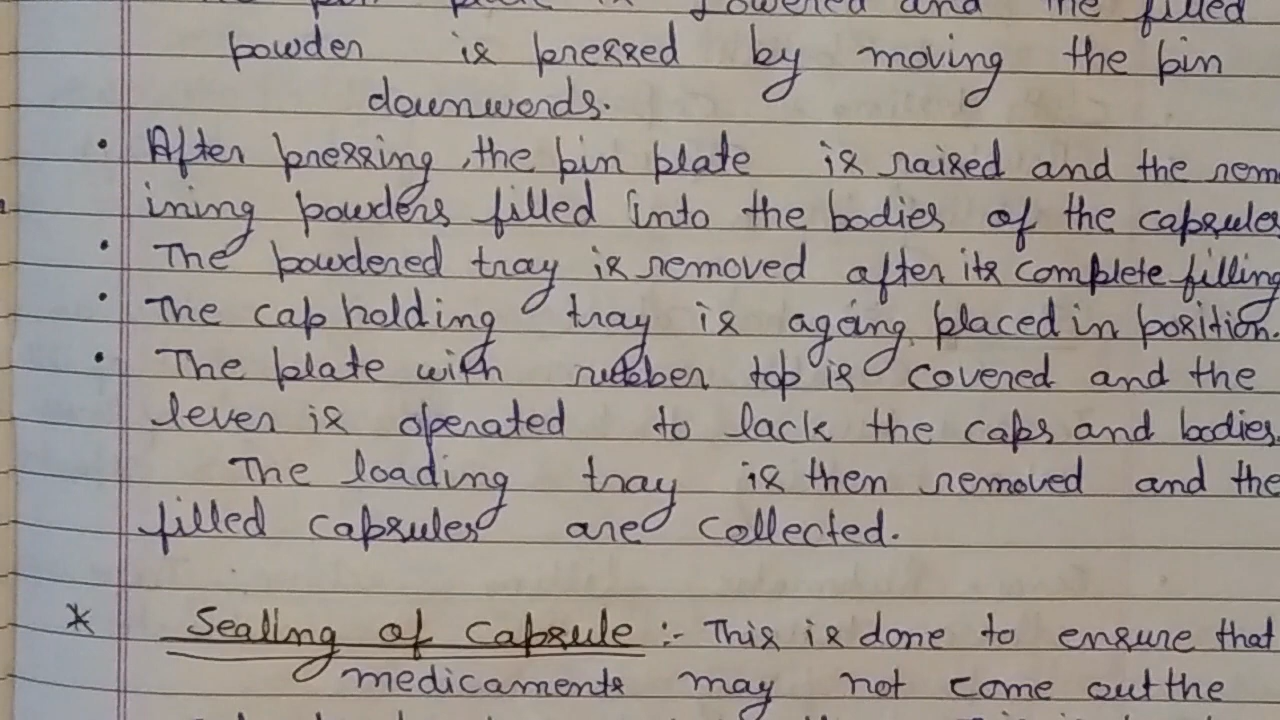 powder is pressed by moving the pin
downwords.
• After pressing, the pin plate is raised and the rem
ining powders filled into the bodies of the capsules
• The powdered tray is removed after its complete filling
• The cap holding tray is againg placed in position.
• The plate with rubber top is covered and the
lever is operated to lack the caps and bodies.
The loading tray is then removed and the
filled capsules are collected.
* Sealing of Capsule :- This is done to ensure that
medicaments may not come out the